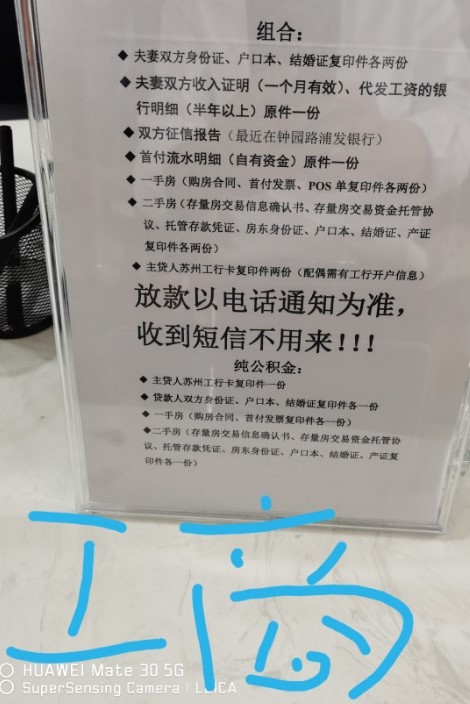 组合：
◆ 夫妻双方身份证、户口本、结婚证复印件各两份
◆ 夫妻双方收入证明（一个月有效）、代发工资的银
行明细（半年以上）原件一份
◆ 双方征信报告（最近在钟园路浦发银行）
◆ 首付流水明细（自有资金）原件一份
◆ 一手房（购房合同、首付发票、POS 单复印件各两份）
◆ 二手房（存量房交易信息确认书、存量房交易资金托管协
议、托管存款凭证、房东身份证、户口本、结婚证、产证
复印件各两份）
◆ 主贷人苏州工行卡复印件两份（配偶需有工行开户信息）
放款以电话通知为准，
收到短信不用来！！！
纯公积金：
◆ 主贷人苏州工行卡复印件一份
◆ 贷款人双方身份证、户口本、结婚证复印件各一份
◆ 一手房（购房合同、首付发票复印件各一份）
◆二手房（存量房交易信息确认书、存量房交易资金托管协
议、托管存款凭证、房东身份证、户口本、结婚证、产证复
印件各一份）
工商
HUAWEI Mate 30 5G
SuperSensing Camera | LEICA